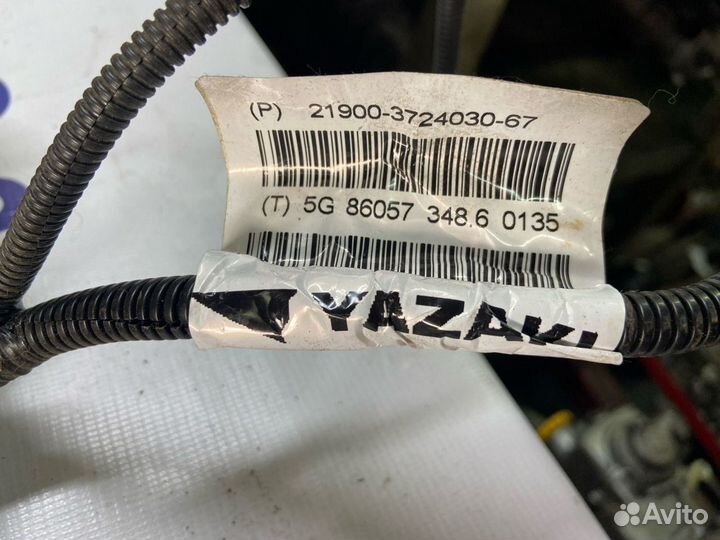 (P) 21900-3724030-67
(T) 5G 86057 348.6 0135
YAZAKI
Avito